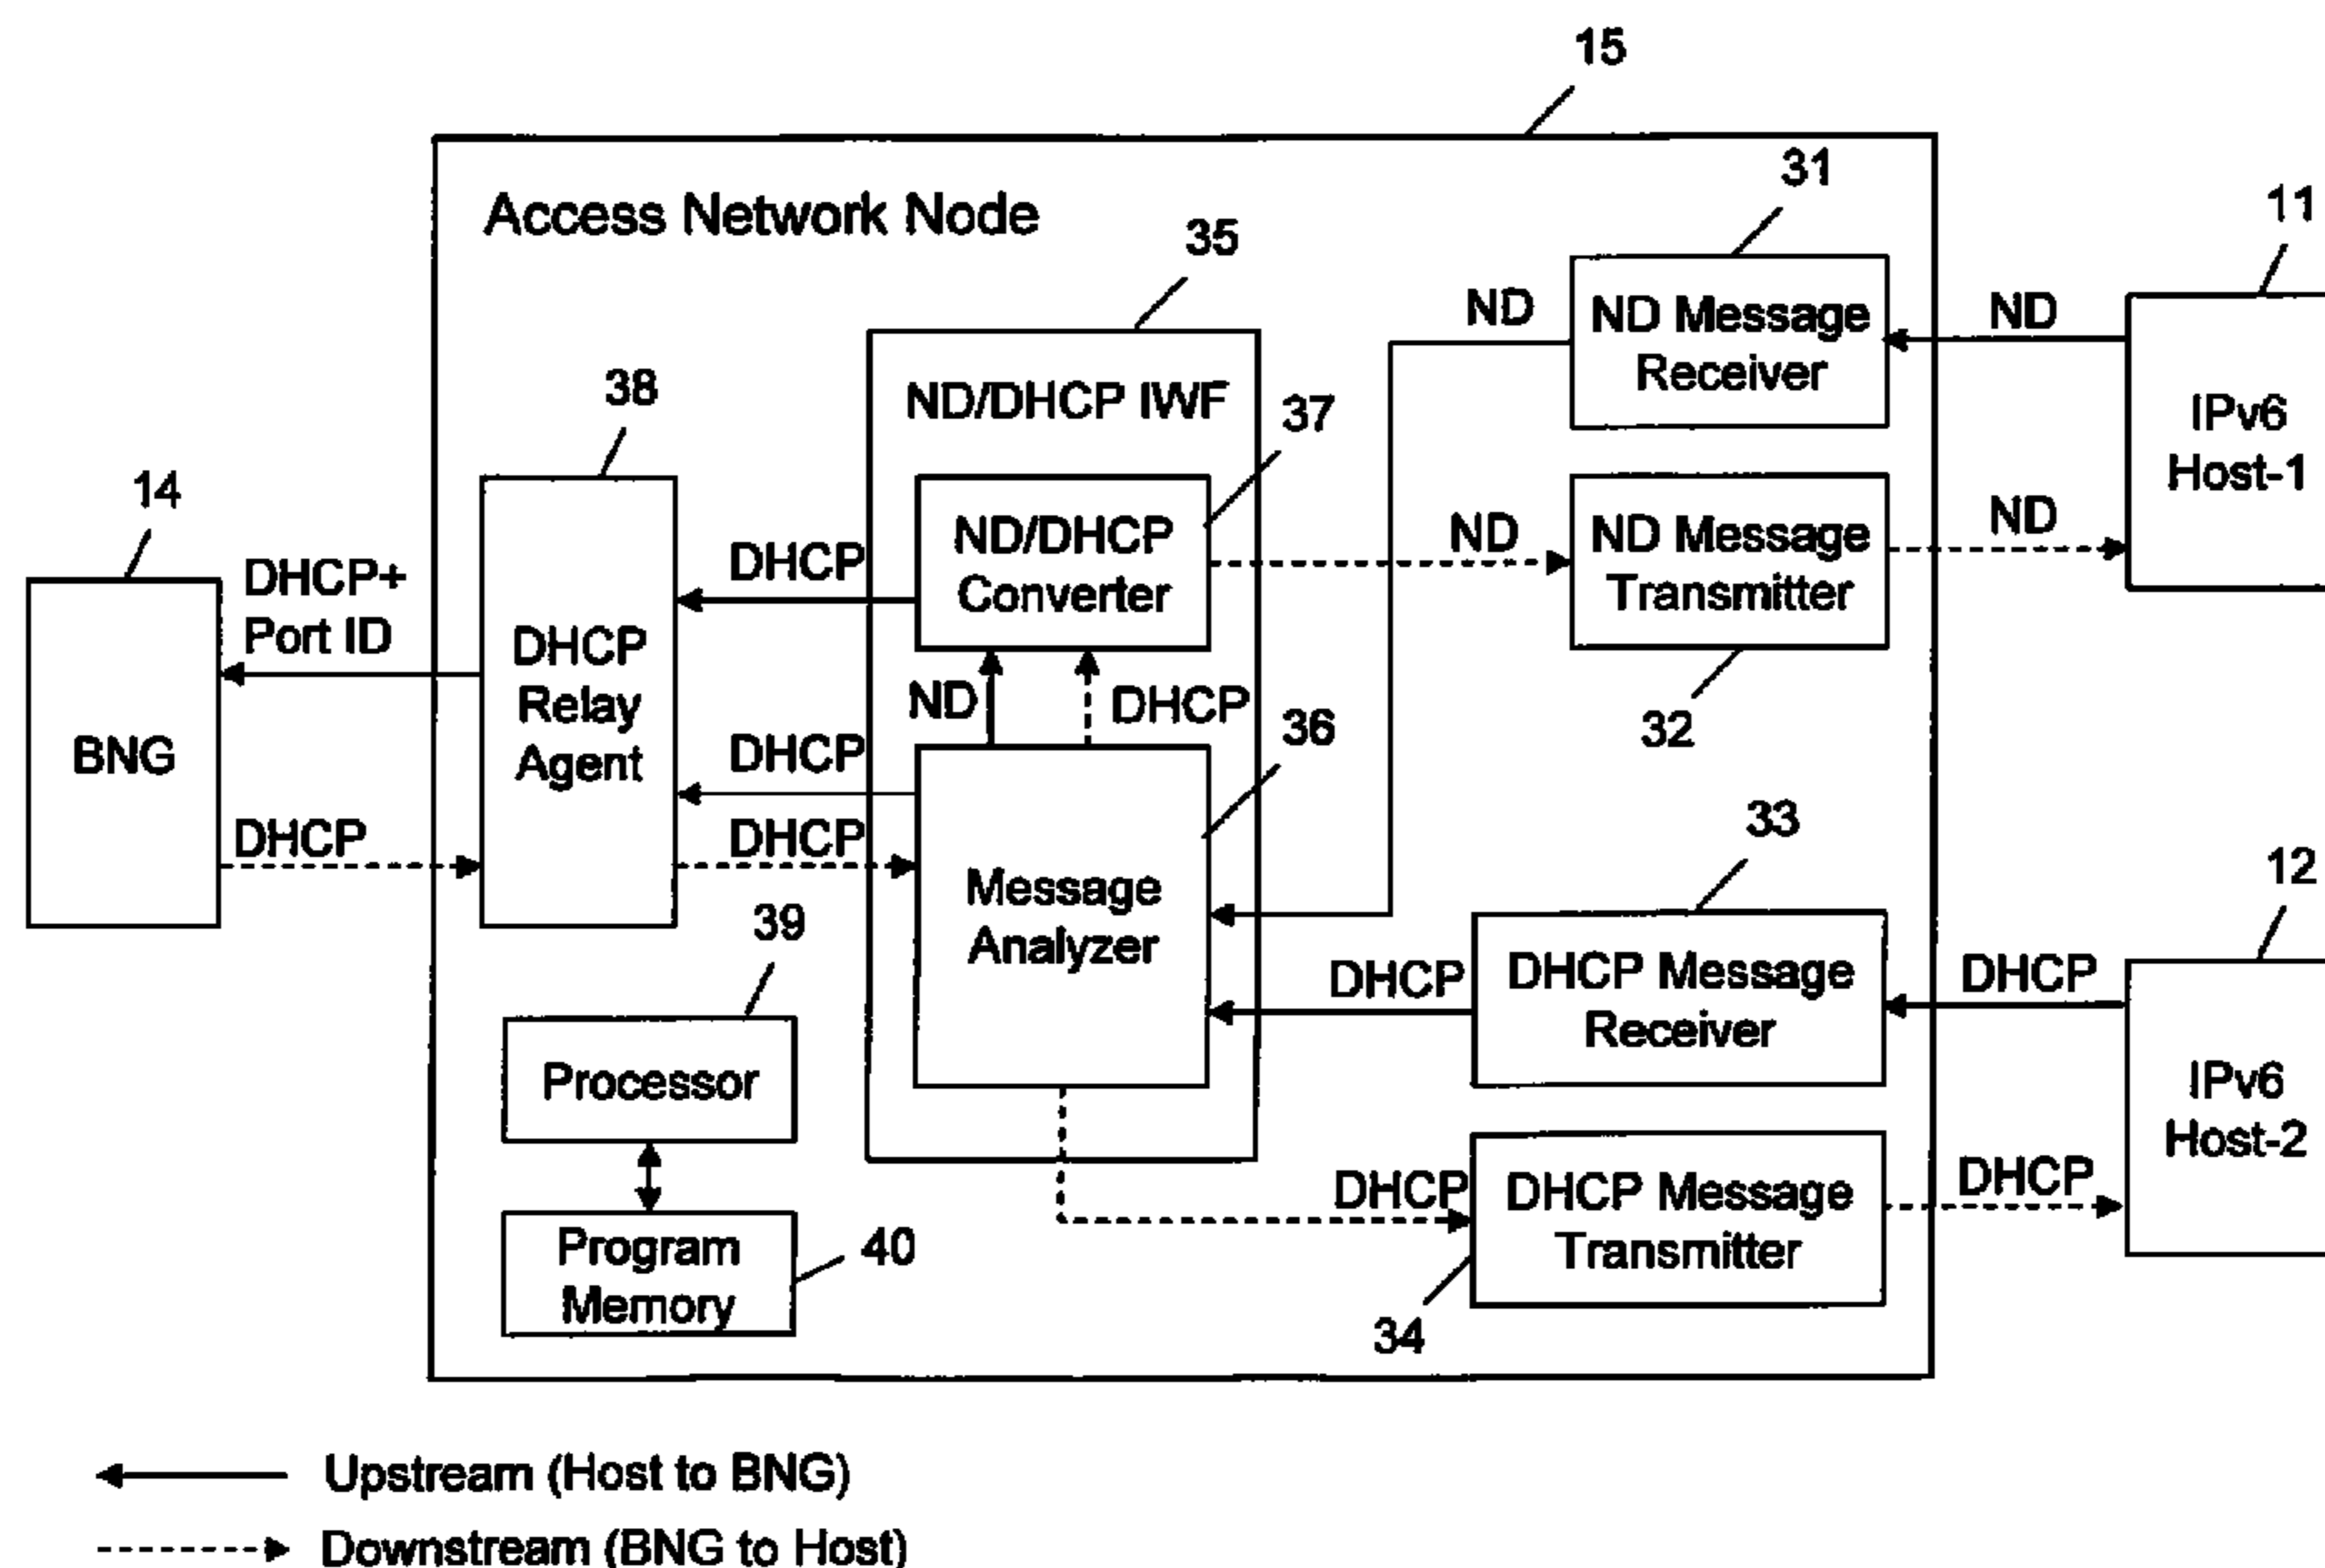 15
31
11
Access Network Node
35
ND
ND Message
Receiver
ND
IPv6
Host-1
38
ND/DHCP IWF
37
14
DHCP+
Port ID
DHCP
Relay
Agent
DHCP
ND/DHCP
Converter
ND
ND Message
Transmitter
ND
32
BNG
ND
DHCP
36
DHCP
DHCP
DHCP
Message
Analyzer
33
12
39
DHCP
DHCP Message
Receiver
DHCP
IPv6
Host-2
Processor
DHCP
DHCP Message
Transmitter
DHCP
Program
Memory
40
34
Upstream (Host to BNG)
Downstream (BNG to Host)